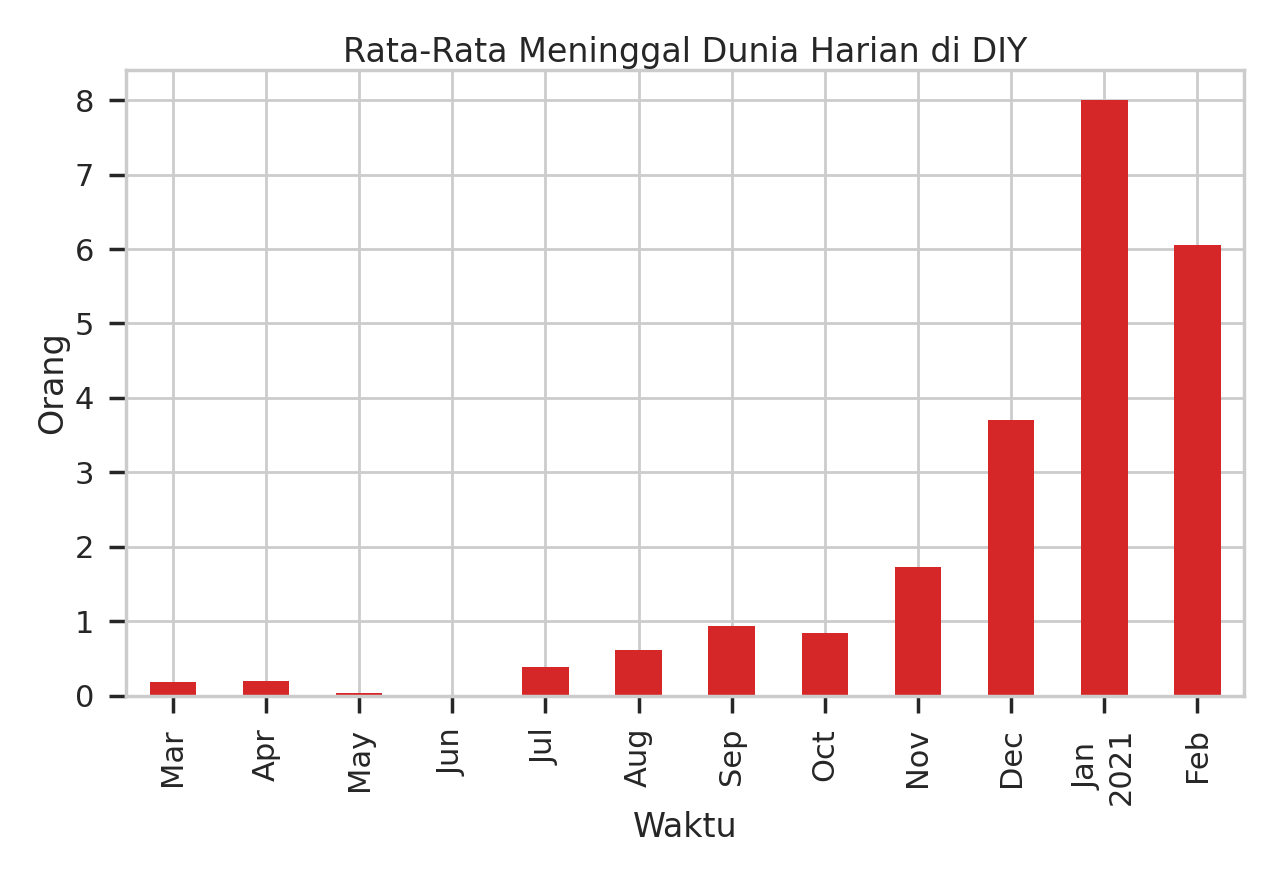 Rata-Rata Meninggal Dunia Harian di DIY
8
7
6
5
4
3
2
1
0
Orang
Mar
Apr
May
Jun
Jul
Aug
Sep
Oct
Nov
Dec
Jan
2021
Feb
Waktu